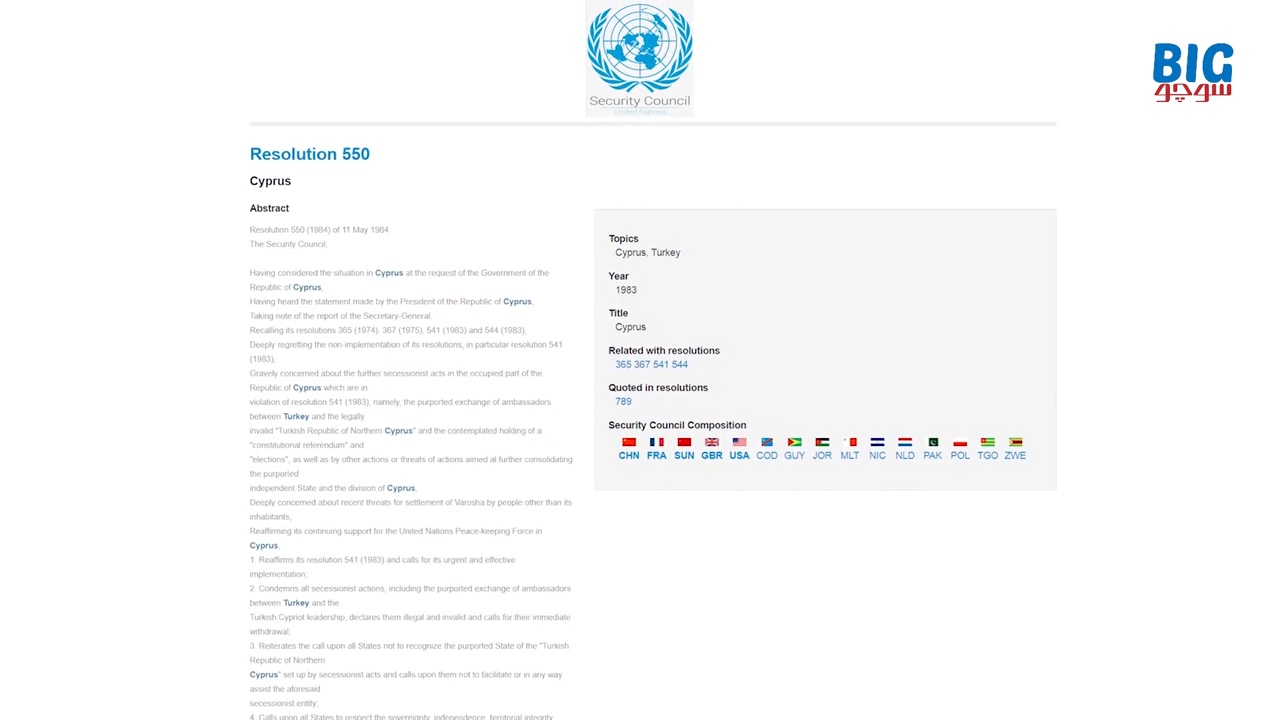 Security Council
United Nations
BIG
سوچو
Resolution 550
Cyprus
Abstract
Resolution 550 (1984) of 11 May 1984
The Security Council,
Having considered the situation in Cyprus at the request of the Government of the
Republic of Cyprus,
Having heard the statement made by the President of the Republic of Cyprus,
Taking note of the report of the Secretary-General,
Recalling its resolutions 365 (1974). 367 (1975), 541 (1983) and 544 (1983),
Deeply regretting the non-implementation of its resolutions, in particular resolution 541
(1983),
Gravely concerned about the further secessionist acts in the occupied part of the
Republic of Cyprus which are in
violation of resolution 541 (1983), namely, the purported exchange of ambassadors
between Turkey and the legally
invalid "Turkish Republic of Northern Cyprus" and the contemplated holding of a
"constitutional referendum" and
"elections", as well as by other actions or threats of actions aimed al further consolidating
the purported
independent State and the division of Cyprus,
Deeply concerned about recent threats for settlement of Varosha by people other than its
inhabitants,
Reaffirming its continuing support for the United Nations Peace-keeping Force in
Cyprus,
1. Reaffirms its resolution 541 (1983) and calls for its urgent and effective
implementation,
2. Condemns all secessionist actions, including the purported exchange of ambassadors
between Turkey and the
Turkish Cypriot leadership, declares them illegal and invalid and calls for their immediate
withdrawal;
3. Reiterates the call upon all States not to recognize the purported State of the "Turkish
Republic of Northern
Cyprus" set up by secessionist acts and calls upon them not to facilitate or in any way
assist the aforesaid
secessionist entity;
4. Calls upon all States to respect the sovereignty, independence, territorial integrity,
Topics
Cyprus, Turkey
Year
1983
Title
Cyprus
Related with resolutions
365 367 541 544
Quoted in resolutions
789
Security Council Composition
CHN FRA SUN GBR USA COD GUY JOR MLT NIC NLD PAK POL TGO ZWE